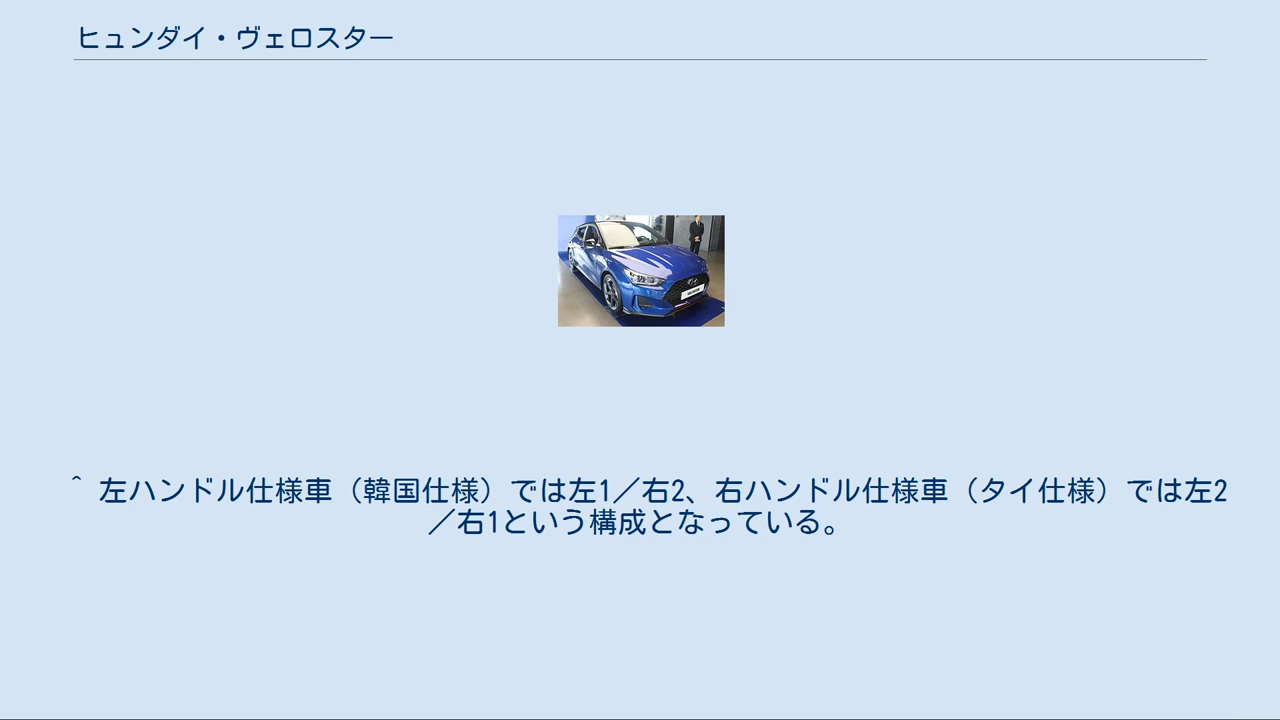 ヒュンダイ・ヴェロスター
^ 左ハンドル仕様車（韓国仕様）では左1／右2、右ハンドル仕様車（タイ仕様）では左2
／右1という構成となっている。